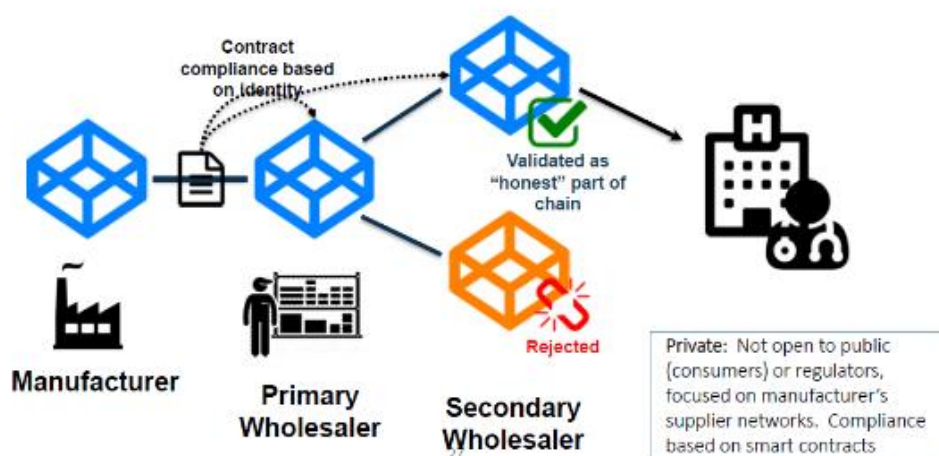 Contract
compliance based
on identity
Validated as
“honest” part of
chain
H
Rejected
Manufacturer
Primary
Wholesaler
Secondary
Wholesaler
Private: Not open to public
(consumers) or regulators,
focused on manufacturer’s
supplier networks. Compliance
based on smart contracts